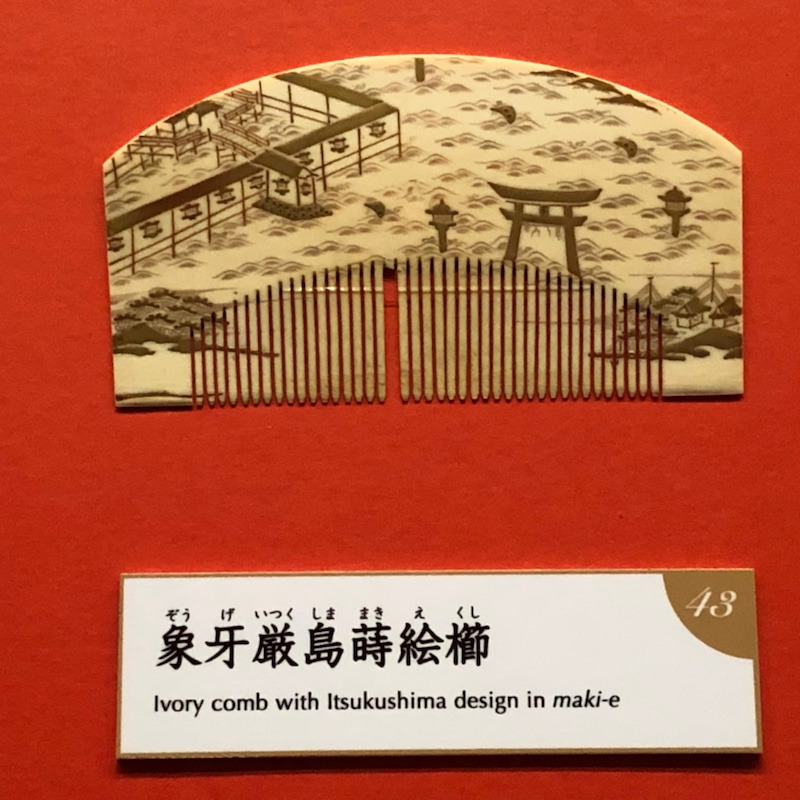 43
ぞう げ いつく しま まき え くし
象牙厳島蒔絵櫛
Ivory comb with Itsukushima design in maki-e